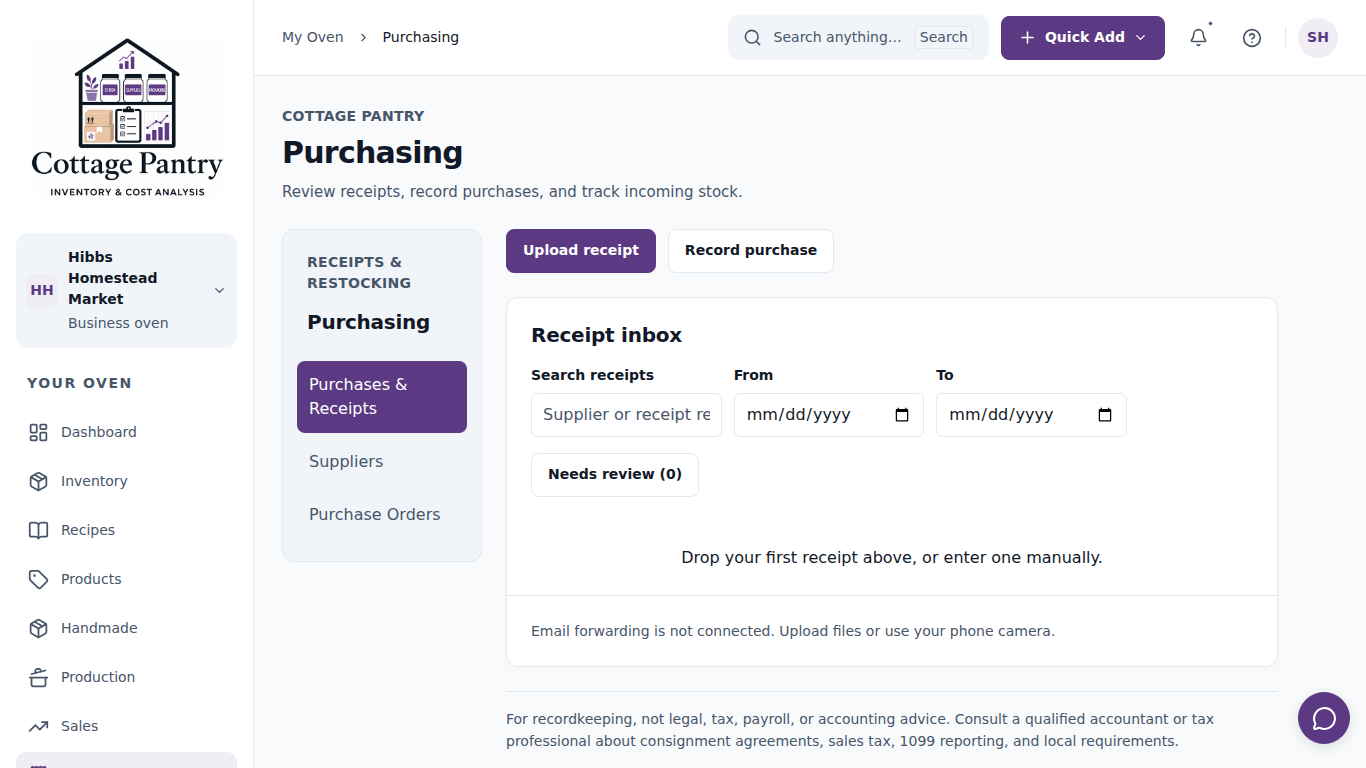 STOCK
SUPPLIES
PACKAGING
Cottage Pantry
INVENTORY & COST ANALYSIS
HH
Hibbs
Homestead
Market
Business oven
YOUR OVEN
Dashboard
Inventory
Recipes
Products
Handmade
Production
Sales
My Oven
Purchasing
Search anything...
Search
Quick Add
SH
COTTAGE PANTRY
Purchasing
Review receipts, record purchases, and track incoming stock.
RECEIPTS &
RESTOCKING
Purchasing
Purchases &
Receipts
Suppliers
Purchase Orders
Upload receipt
Record purchase
Receipt inbox
Search receipts
From
To
Supplier or receipt re
mm/dd/yyyy
mm/dd/yyyy
Needs review (0)
Drop your first receipt above, or enter one manually.
Email forwarding is not connected. Upload files or use your phone camera.
For recordkeeping, not legal, tax, payroll, or accounting advice. Consult a qualified accountant or tax
professional about consignment agreements, sales tax, 1099 reporting, and local requirements.